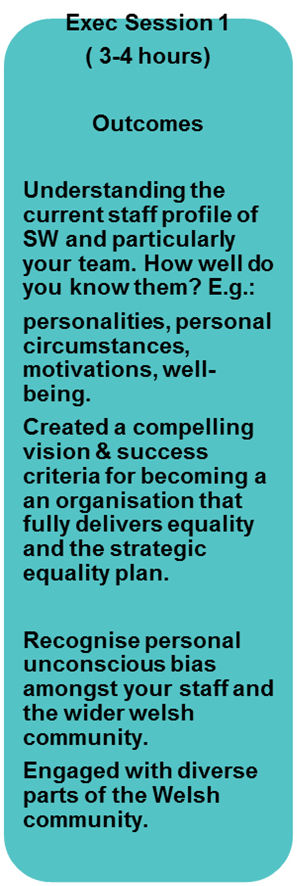 Exec Session 1
( 3-4 hours)
Outcomes
Understanding the
current staff profile of
SW and particularly
your team. How well do
you know them? E.g.:
personalities, personal
circumstances,
motivations, well-
being.
Created a compelling
vision & success
criteria for becoming a
an organisation that
fully delivers equality
and the strategic
equality plan.
Recognise personal
unconscious bias
amongst your staff and
the wider welsh
community.
Engaged with diverse
parts of the Welsh
community.